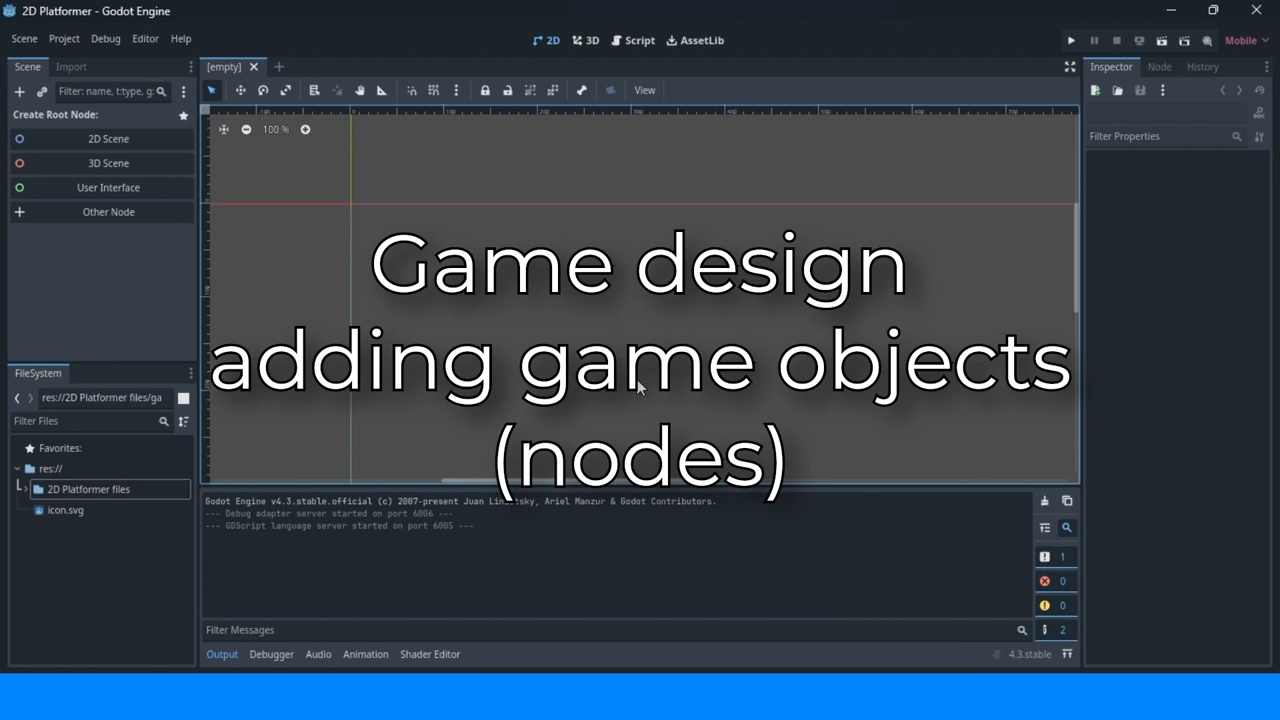 2D Platformer - Godot Engine
Scene Project Debug Editor Help
2D 3D Script AssetLib
Mobile
Scene Import
[empty]
Inspector Node History
Filter: name, t:type, g:
View
Create Root Node:
100 %
Filter Properties
2D Scene
3D Scene
User Interface
Other Node
Game design
adding game objects
(nodes)
FileSystem
res://2D Platformer files/ga
Filter Files
Favorites:
res://
2D Platformer files
icon.svg
Godot Engine v4.3.stable.official (c) 2007-present Juan Linietsky, Ariel Manzur & Godot Contributors.
--- Debug adapter server started on port 6006 ---
--- GDScript language server started on port 6005 ---
1
0
0
2
Filter Messages
Output Debugger Audio Animation Shader Editor
4.3.stable